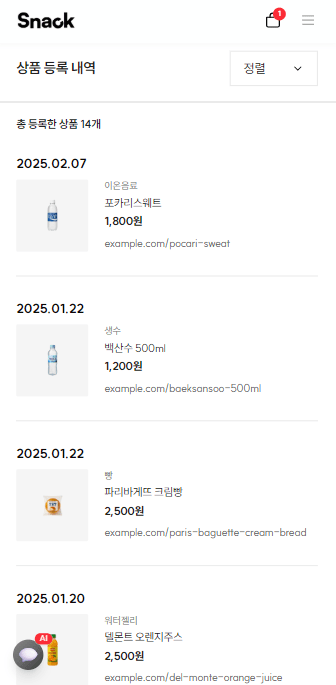 Snack
1
상품 등록 내역
정렬
총 등록한 상품 14개
2025.02.07
이온음료
포카리스웨트
1,800원
example.com/pocari-sweat
2025.01.22
생수
백산수 500ml
1,200원
example.com/baeksansoo-500ml
2025.01.22
빵
파리바게뜨 크림빵
2,500원
example.com/paris-baguette-cream-bread
2025.01.20
워터젤리
델몬트 오렌지주스
2,500원
example.com/del-monte-orange-juice
AI